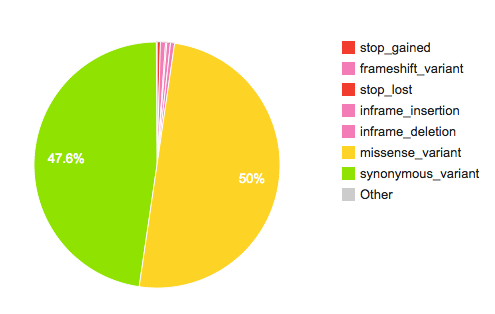 47.6%
50%
stop_gained
frameshift_variant
stop_lost
inframe_insertion
inframe_deletion
missense_variant
synonymous_variant
Other